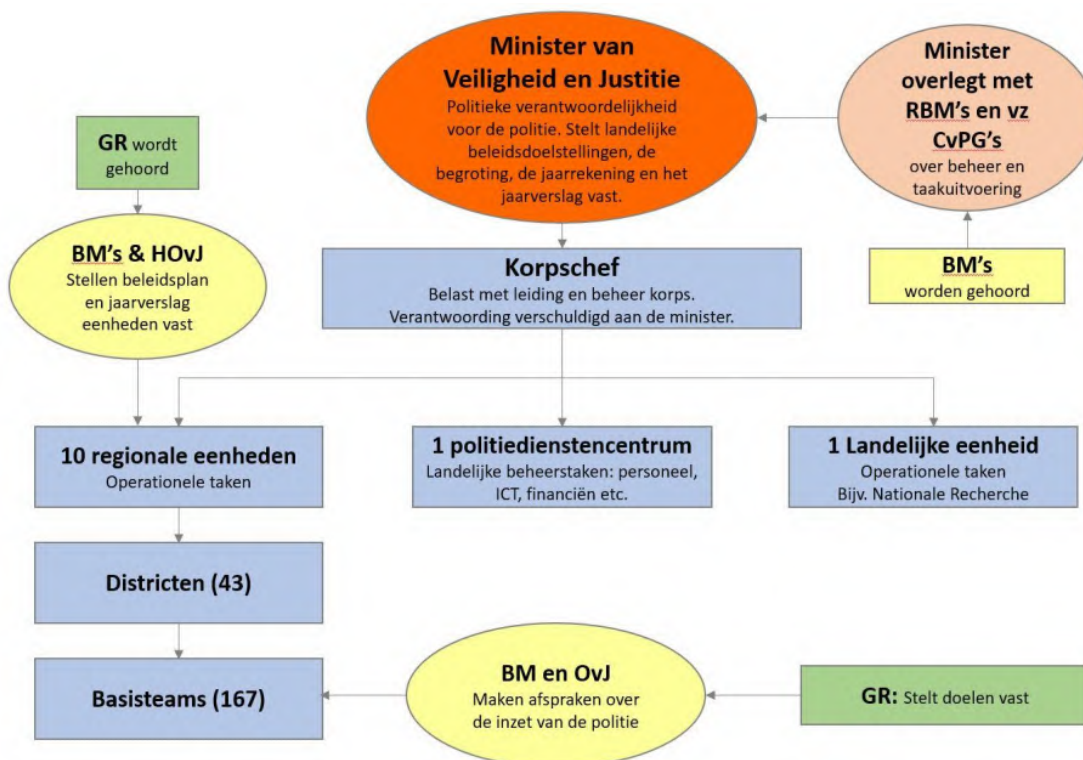 Minister van
Veiligheid en Justitie
Politieke verantwoordelijkheid
voor de politie. Stelt landelijke
beleidsdoelstellingen, de
begroting, de jaarrekening en het
jaarverslag vast.
Minister
overlegt met
RBM's en vz
CvPG's
over beheer en
taakuitvoering
GR wordt
gehoord
BM's & HOvJ
Stellen beleidsplan
en jaarverslag
eenheden vast
Korpschef
Belast met leiding en beheer korps.
Verantwoording verschuldigd aan de minister.
BM's
worden gehoord
10 regionale eenheden
Operationele taken
1 politiedienstencentrum
Landelijke beheerstaken: personeel,
ICT, financiën etc.
1 Landelijke eenheid
Operationele taken
Bijv. Nationale Recherche
Districten (43)
Basisteams (167)
BM en OvJ
Maken afspraken over
de inzet van de politie
GR: Stelt doelen vast